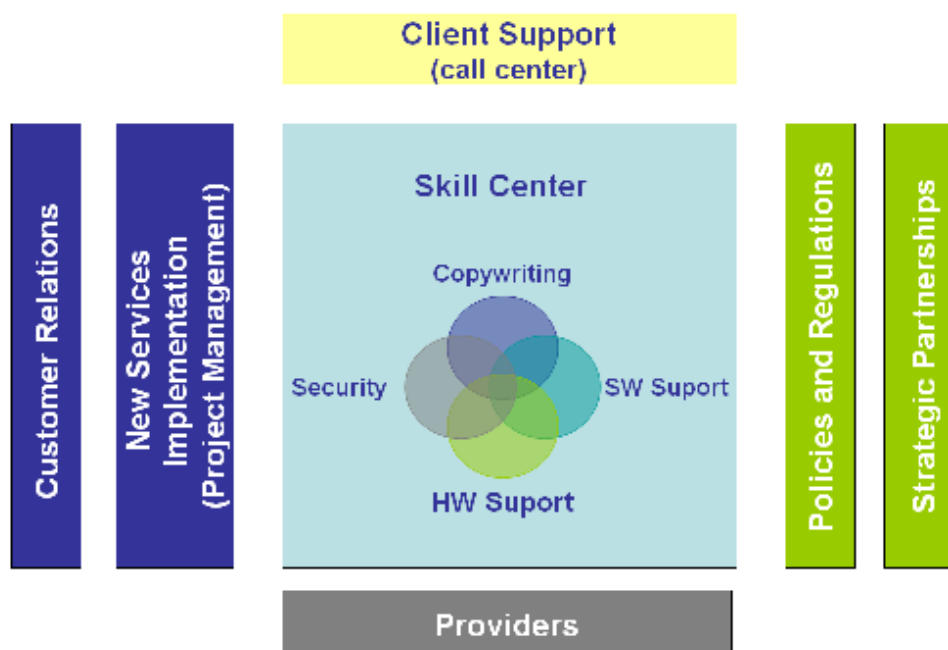 Client Support
(call center)
Customer Relations
New Services
Implementation
(Project Management)
Skill Center
Copywriting
Security
SW Suport
HW Suport
Policies and Regulations
Strategic Partnerships
Providers